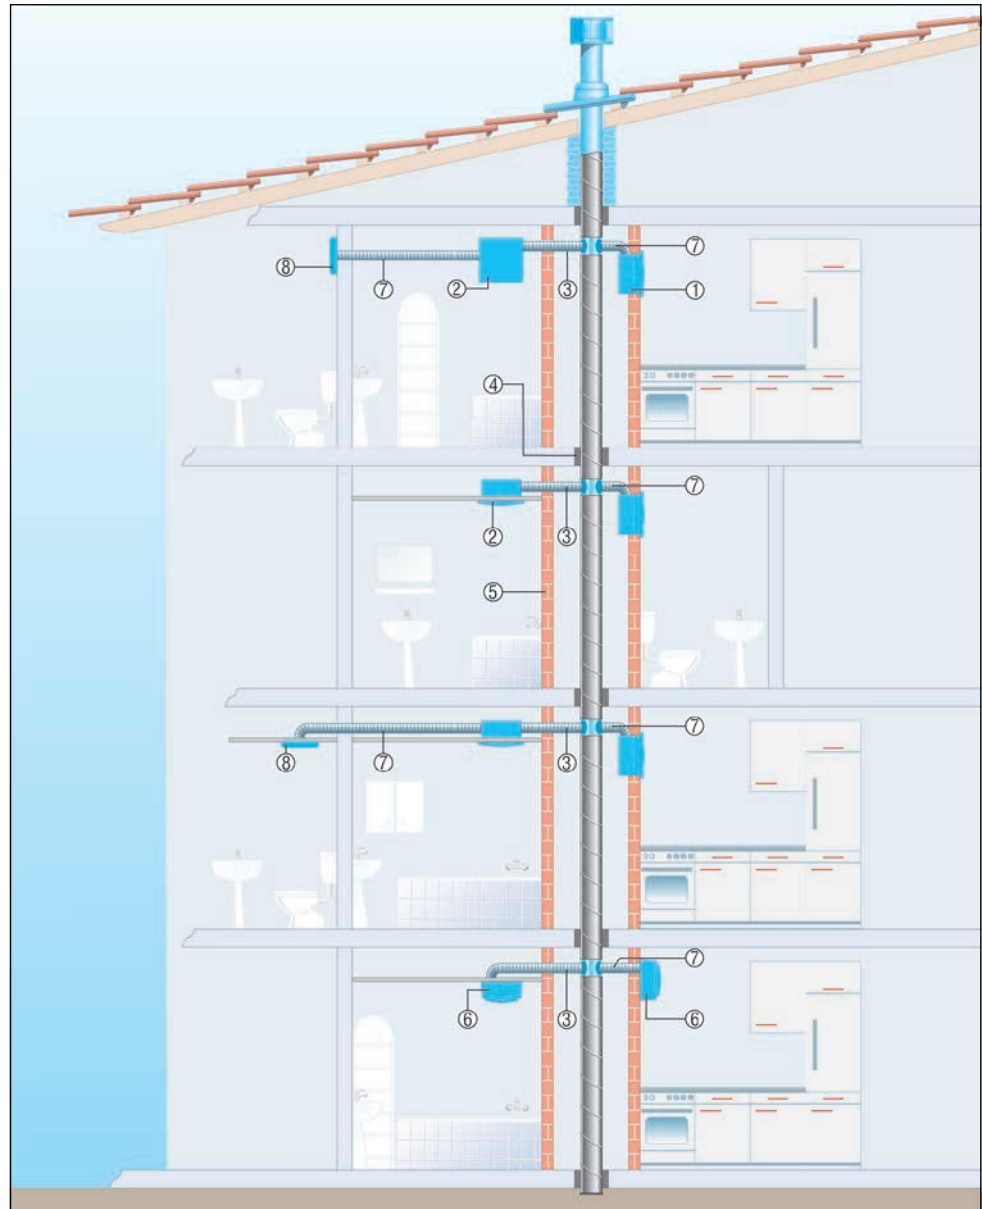 ⑦
⑧ ⑦ ② ③ ①
④
⑦
② ③
⑤
⑦
⑧ ⑦ ③
⑦
⑥ ③ ⑥